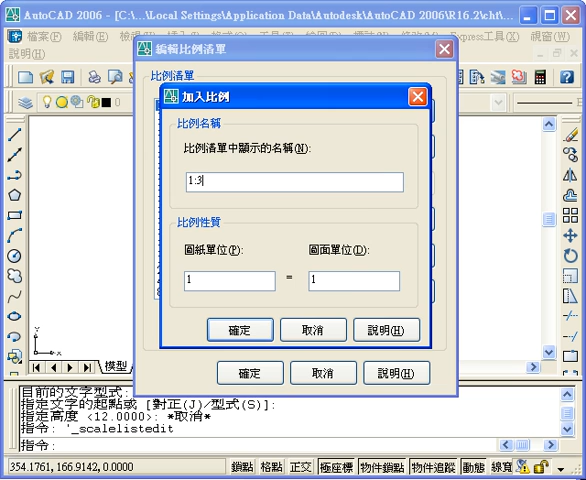 AutoCAD 2006 - [C:\...\Local Settings\Application Data\Autodesk\AutoCAD 2006\R16.2\cht\...
檔案(F) 編輯(E) 視窗(W)
說明(H)
編輯比例清單
比例清單
加入比例
比例名稱
比例清單中顯示的名稱(N):
1:3
比例性質
圖紙單位(P): 圖面單位(D):
1 = 1
確定 取消 說明(H)
模型
確定 取消 說明(H)
目前的文字型式:
指定文字的起點或 [對正(J)/型式(S)]:
指定高度 <12.0000>: *取消*
指令: '_scalelistedit
指令:
354.1761, 166.9142, 0.0000 鎖點 格點 正交 極座標 物件鎖點 物件追蹤 動態 線寬